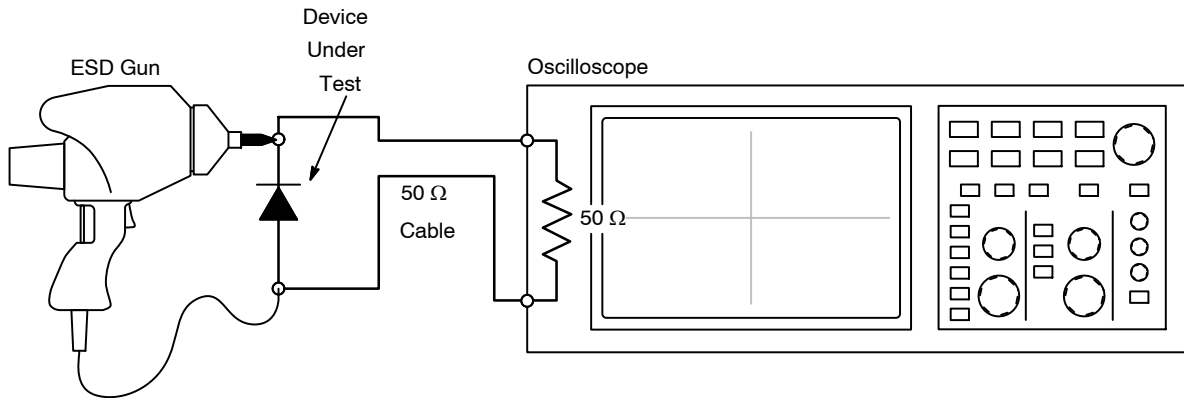 Device
Under
Test
ESD Gun
Oscilloscope
50 Ω
Cable
50 Ω